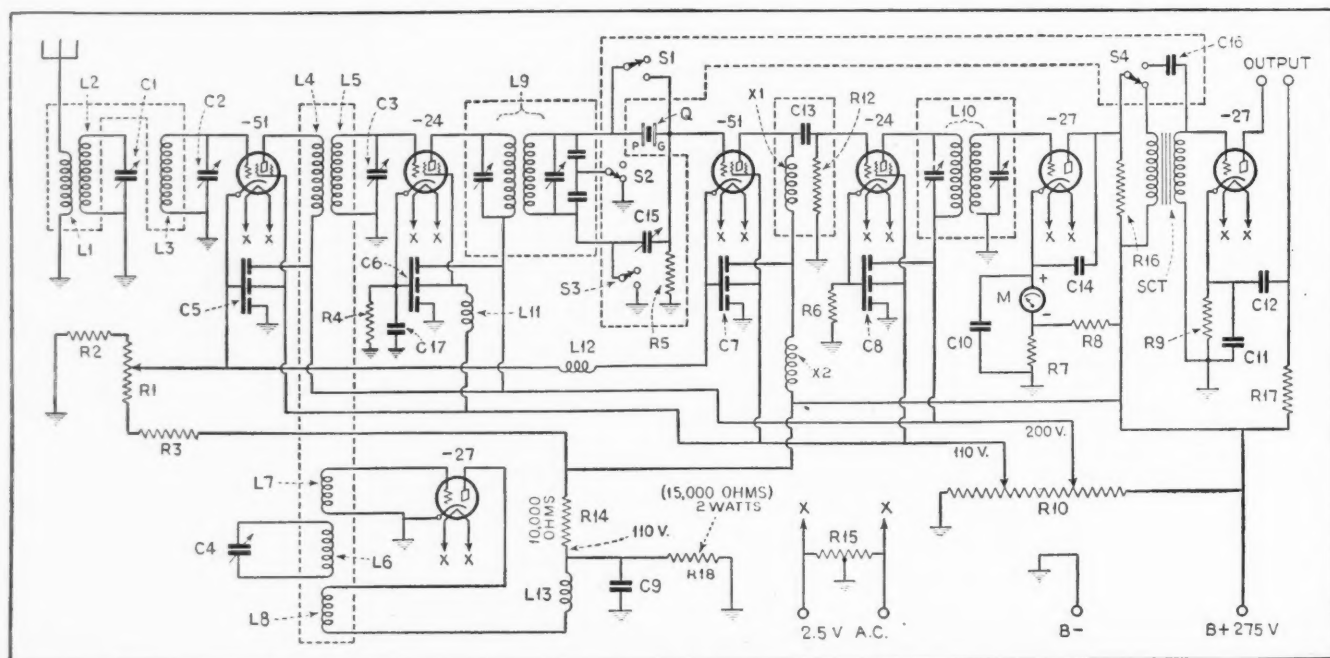 L2
C1
L4
L5
L9
S1
S4
C16
OUTPUT
C2
-51
C3
-24
Q
P
G
-51
X1
C13
R12
-24
L10
-27
-27
S2
X X
X X
X X
X X
X X
X X
L1
L3
C15
C5
C6
R4
C17
L11
S3
R5
C7
R6
C8
C10
+
M
-
C14
R7
R8
R16
SCT
R9
C12
C11
R2
R1
L12
X2
R17
R3
200 V.
110 V.
L7
-27
10,000 OHMS
R14
(15,000 OHMS)
2 WATTS
110 V.
X X
R10
C4
L6
X X
R15
L13
C9
R18
L8
2.5 V A.C.
B-
B+ 275 V